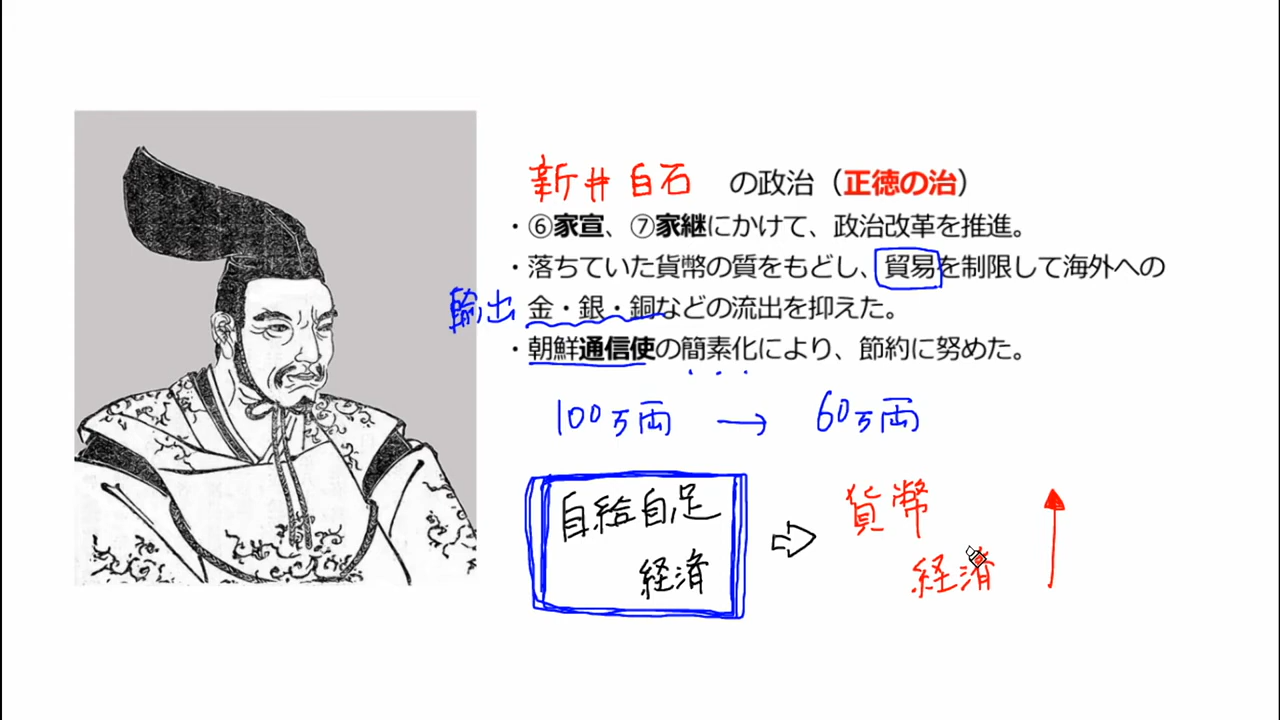 新井白石 の政治（正徳の治）
・⑥家宣、⑦家継にかけて、政治改革を推進。
・落ちていた貨幣の質をもどし、貿易を制限して海外への
輸出 金・銀・銅などの流出を抑えた。
・朝鮮通信使の簡素化により、節約に努めた。
100万両 → 60万両
自給自足
経済
貨幣
経済